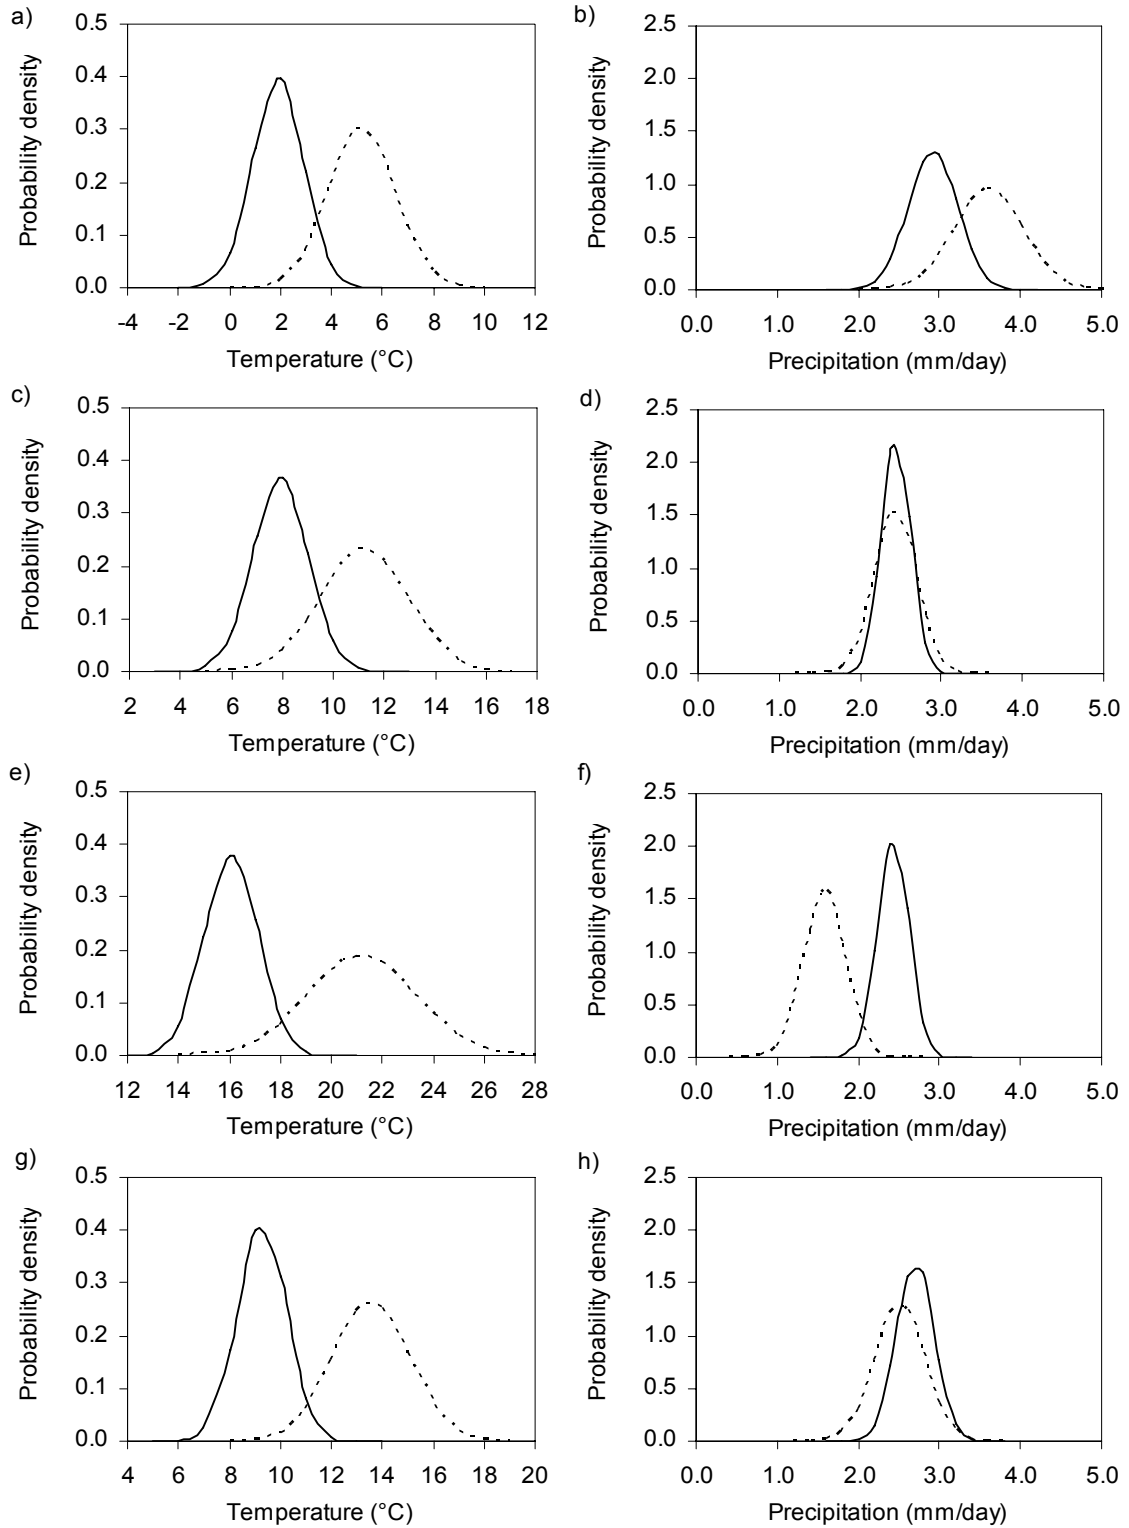 a)
Probability density
0.5
0.4
0.3
0.2
0.1
0.0
-4 -2 0 2 4 6 8 10 12
Temperature (°C)
b)
Probability density
2.5
2.0
1.5
1.0
0.5
0.0
0.0 1.0 2.0 3.0 4.0 5.0
Precipitation (mm/day)
c)
Probability density
0.5
0.4
0.3
0.2
0.1
0.0
2 4 6 8 10 12 14 16 18
Temperature (°C)
d)
Probability density
2.5
2.0
1.5
1.0
0.5
0.0
0.0 1.0 2.0 3.0 4.0 5.0
Precipitation (mm/day)
e)
Probability density
0.5
0.4
0.3
0.2
0.1
0.0
12 14 16 18 20 22 24 26 28
Temperature (°C)
f)
Probability density
2.5
2.0
1.5
1.0
0.5
0.0
0.0 1.0 2.0 3.0 4.0 5.0
Precipitation (mm/day)
g)
Probability density
0.5
0.4
0.3
0.2
0.1
0.0
4 6 8 10 12 14 16 18 20
Temperature (°C)
h)
Probability density
2.5
2.0
1.5
1.0
0.5
0.0
0.0 1.0 2.0 3.0 4.0 5.0
Precipitation (mm/day)